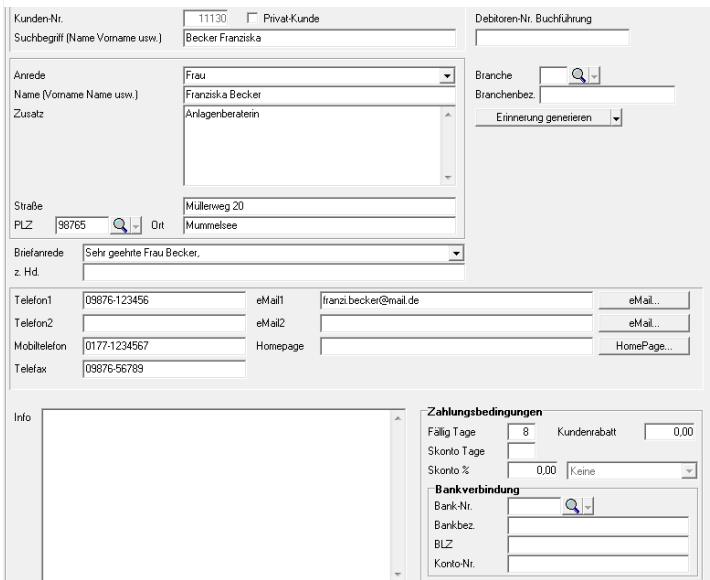 Kunden-Nr. 11130 Privat-Kunde Debitoren-Nr. Buchführung
Suchbegriff (Name Vorname usw.) Becker Franziska
Anrede Frau Branche
Name (Vorname Name usw.) Franziska Becker Branchenbez.
Zusatz Anlagenberaterin Erinnerung generieren
Straße Müllerweg 20
PLZ 98765 Ort Mummelsee
Briefanrede Sehr geehrte Frau Becker,
z. Hd.
Telefon1 09876-123456 eMail1 franzi.becker@mail.de eMail...
Telefon2 eMail2 eMail...
Mobiltelefon 0177-1234567 Homepage HomePage...
Telefax 09876-56789
Info Zahlungsbedingungen
Fällig Tage 8 Kundenrabatt 0,00
Skonto Tage
Skonto % 0,00 Keine
Bankverbindung
Bank-Nr.
Bankbez.
BLZ
Konto-Nr.